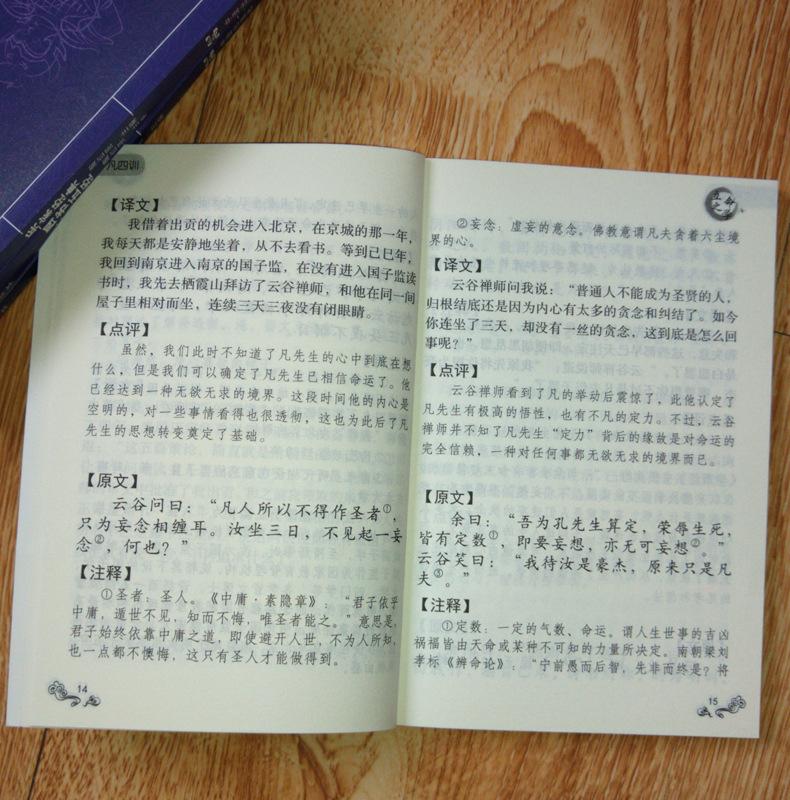 凡四训
【译文】
我借着出贡的机会进入北京，在京城的那一年，
我每天都是安静地坐着，从不去看书。等到己巳年，
我回到南京进入南京的国子监，在没有进入国子监读
书时，我先去栖霞山拜访了云谷禅师，和他在同一间
屋子里相对而坐，连续三天三夜没有闭眼睛。
【点评】
虽然，我们此时不知道了凡先生的心中到底在想
什么，但是我们可以确定了凡先生已相信命运了。他
已经达到一种无欲无求的境界。这段时间他的内心是
空明的，对一些事情看得也很透彻，这也为此后了凡
先生的思想转变奠定了基础。
【原文】
云谷问曰：“凡人所以不得作圣者①，
只为妄念相缠耳。汝坐三日，不见起一妄
念②，何也？”
【注释】
①圣者：圣人。《中庸·素隐章》：“君子依乎
中庸，遁世不见，知而不悔，唯圣者能之。”意思是，
君子始终依靠中庸之道，即使避开人世，不为人所知，
也一点都不懊悔，这只有圣人才能做得到。
14
立命之学
②妄念：虚妄的意念。佛教意谓凡夫贪着六尘境
界的心。
【译文】
云谷禅师问我说：“普通人不能成为圣贤的人，
归根结底还是因为内心有太多的贪念和纠结了。如今
你连坐了三天，却没有一丝的贪念，这到底是怎么回
事呢？”
【点评】
云谷禅师看到了凡的举动后震惊了，此他认定了
凡先生有极高的悟性，也有不凡的定力。不过，云谷
禅师并不知了凡先生“定力”背后的缘故是对命运的
完全信赖，一种对任何事都无欲无求的境界而已。
【原文】
余曰：“吾为孔先生算定，荣辱生死，
皆有定数①，即要妄想，亦无可妄想②。”
云谷笑曰：“我待汝是豪杰，原来只是凡
夫③。”
【注释】
①定数：一定的气数、命运。谓人生世事的吉凶
祸福皆由天命或某种不可知的力量所决定。南朝梁刘
孝标《辨命论》：“宁前愚而后智，先非而终是？将
15